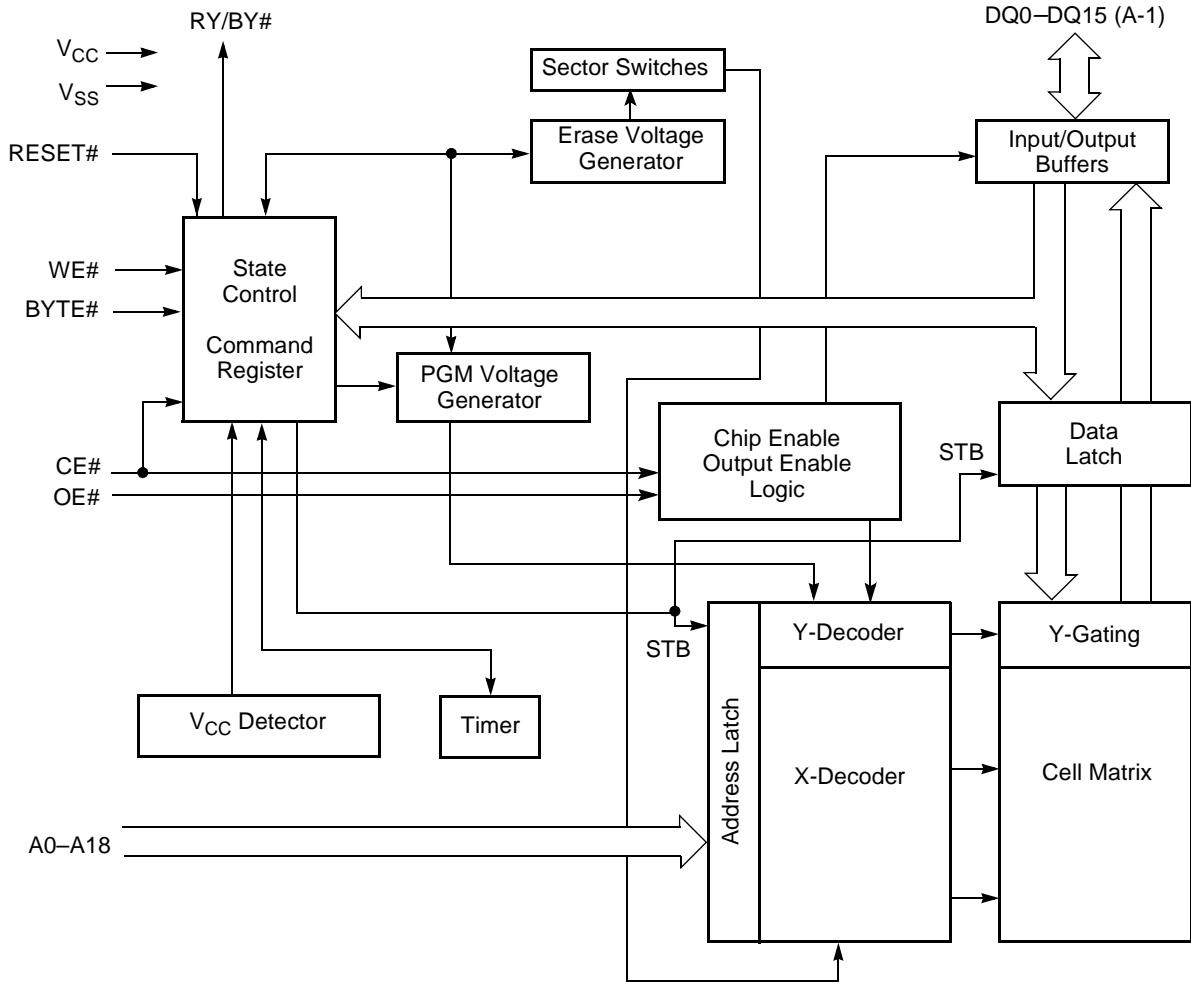 RY/BY#
DQ0–DQ15 (A-1)
VCC
VSS
Sector Switches
Erase Voltage
Generator
Input/Output
Buffers
RESET#
WE#
BYTE#
State
Control
Command
Register
PGM Voltage
Generator
Chip Enable
Output Enable
Logic
STB
Data
Latch
CE#
OE#
STB
Y-Decoder
Y-Gating
VCC Detector
Timer
Address Latch
X-Decoder
Cell Matrix
A0–A18